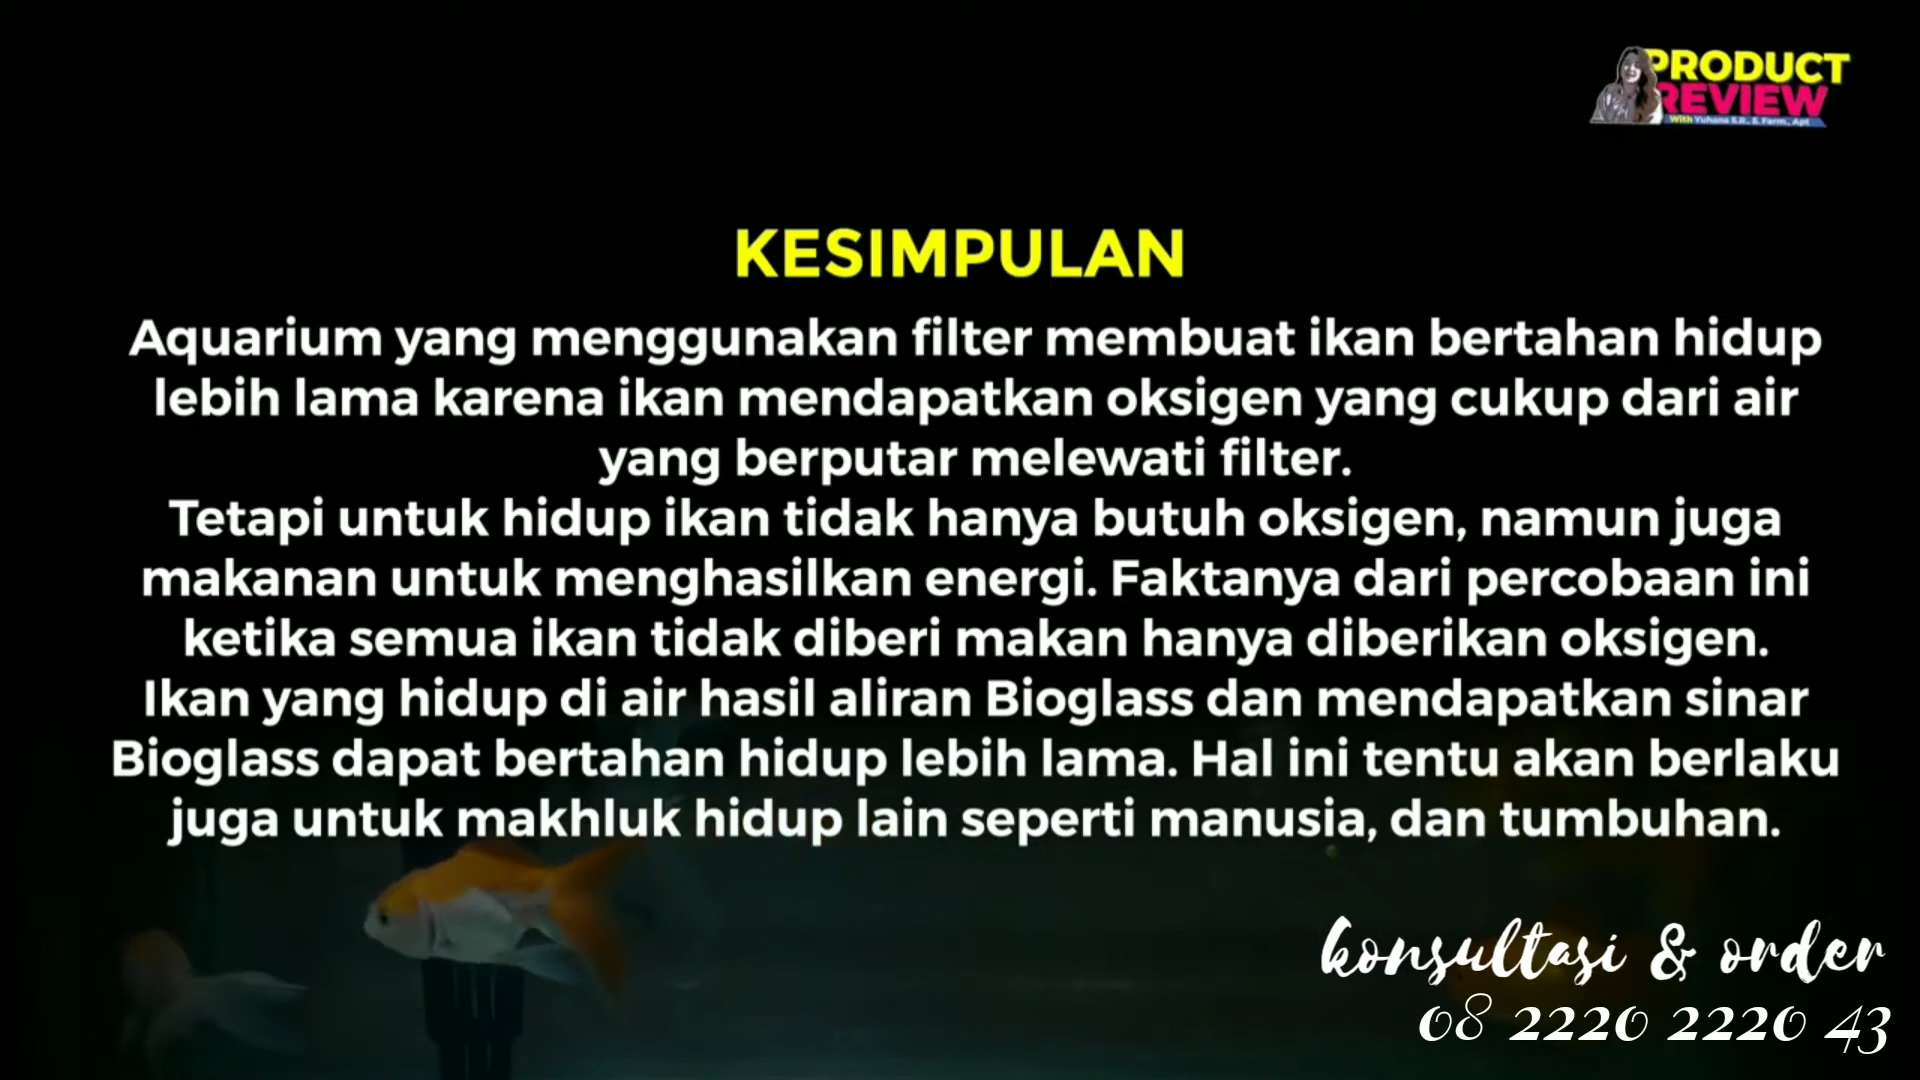 PRODUCT
REVIEW
With Yuhana S.R., S. Farm., Apt
KESIMPULAN
Aquarium yang menggunakan filter membuat ikan bertahan hidup
lebih lama karena ikan mendapatkan oksigen yang cukup dari air
yang berputar melewati filter.
Tetapi untuk hidup ikan tidak hanya butuh oksigen, namun juga
makanan untuk menghasilkan energi. Faktanya dari percobaan ini
ketika semua ikan tidak diberi makan hanya diberikan oksigen.
Ikan yang hidup di air hasil aliran Bioglass dan mendapatkan sinar
Bioglass dapat bertahan hidup lebih lama. Hal ini tentu akan berlaku
juga untuk makhluk hidup lain seperti manusia, dan tumbuhan.
konsultasi & order
08 2220 2220 43